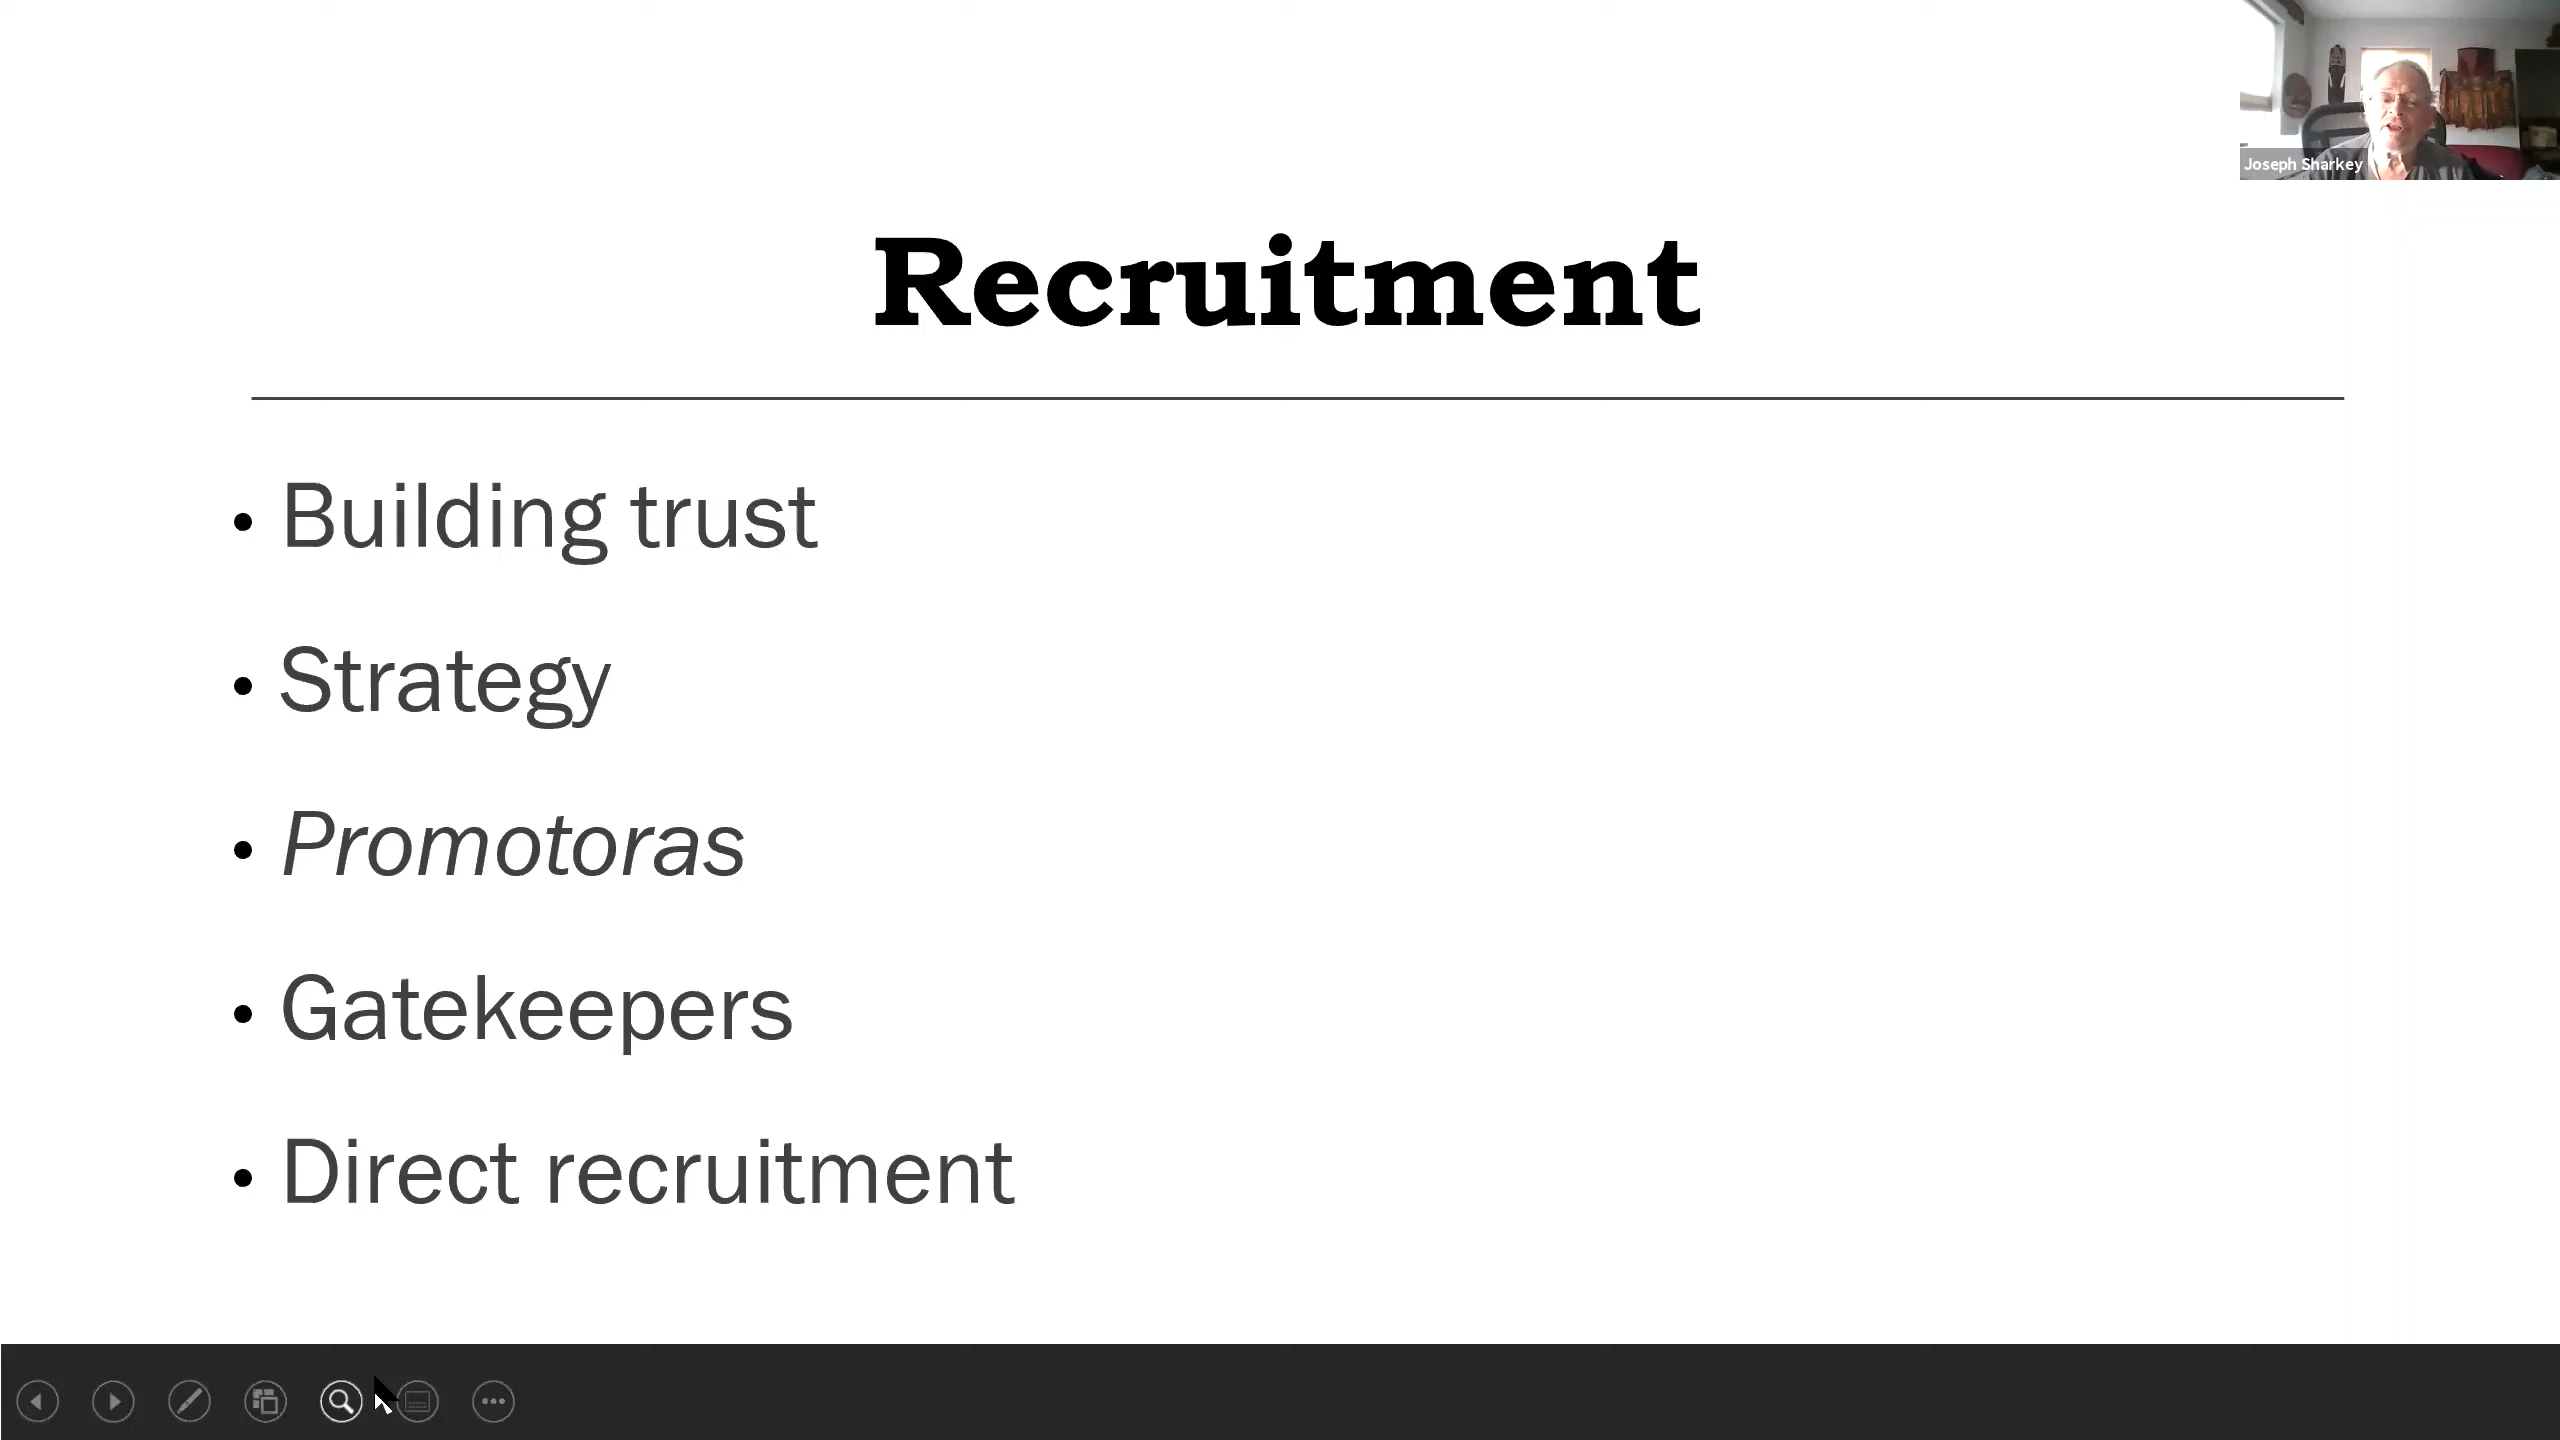 Joseph Sharkey
Recruitment
• Building trust
• Strategy
• Promotoras
• Gatekeepers
• Direct recruitment